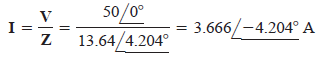 I = V/Z = 50∠0° / 13.64∠4.204° = 3.666∠−4.204° A